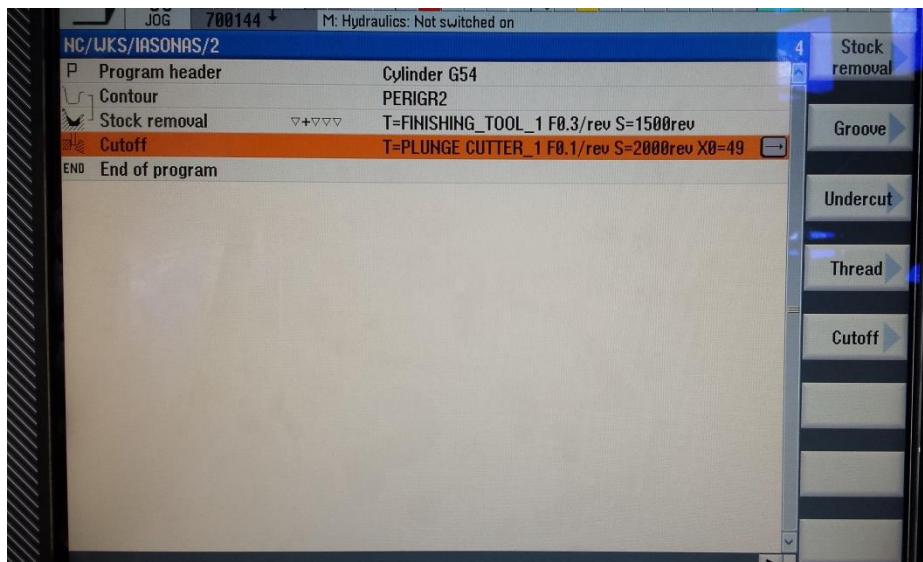 JOG 700144 M: Hydraulics: Not switched on
NC/WKS/IASONAS/2 4
P Program header Cylinder G54
Contour PERIGR2
Stock removal ▽+▽▽▽ T=FINISHING_TOOL_1 F0.3/rev S=1500rev
Cutoff T=PLUNGE CUTTER_1 F0.1/rev S=2000rev X0=49
END End of program
Stock
removal
Groove
Undercut
Thread
Cutoff